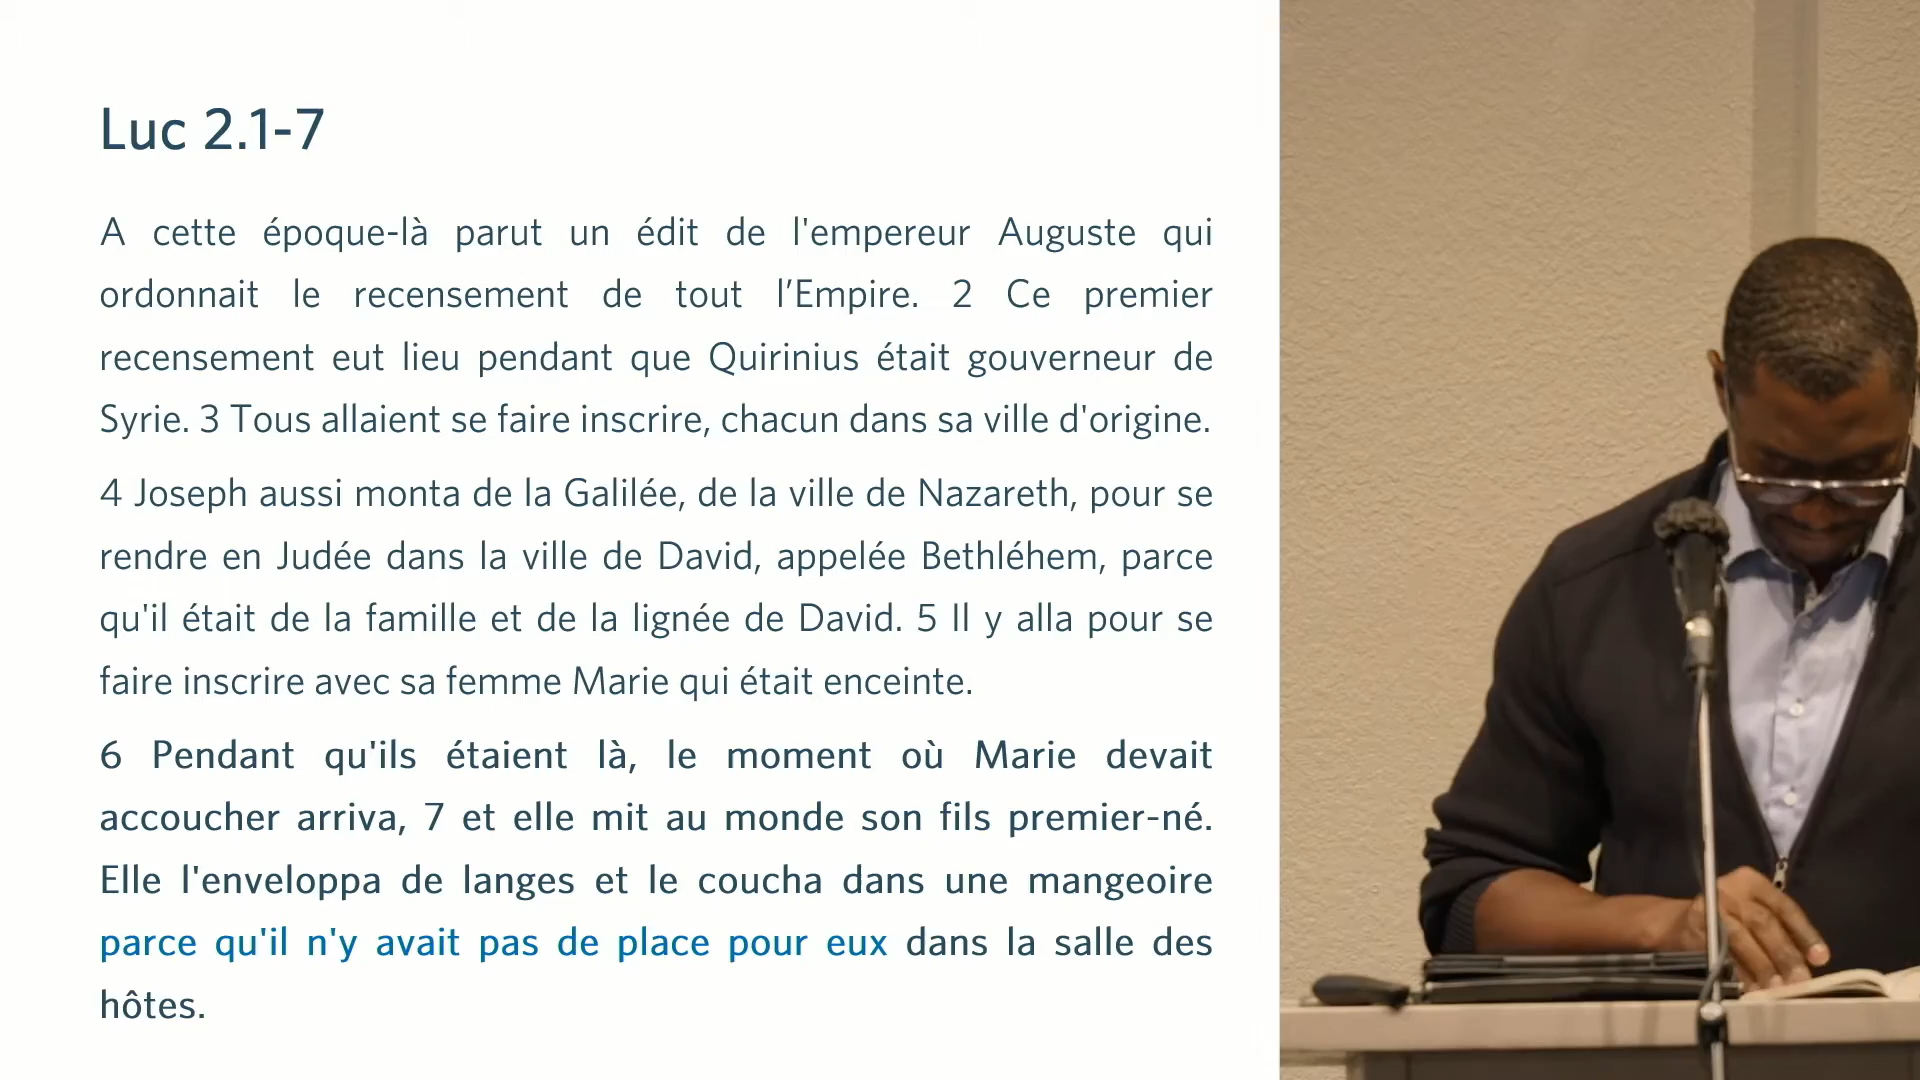 Luc 2.1-7
A cette époque-là parut un édit de l'empereur Auguste qui
ordonnait le recensement de tout l’Empire. 2 Ce premier
recensement eut lieu pendant que Quirinius était gouverneur de
Syrie. 3 Tous allaient se faire inscrire, chacun dans sa ville d'origine.
4 Joseph aussi monta de la Galilée, de la ville de Nazareth, pour se
rendre en Judée dans la ville de David, appelée Bethléhem, parce
qu'il était de la famille et de la lignée de David. 5 Il y alla pour se
faire inscrire avec sa femme Marie qui était enceinte.
6 Pendant qu'ils étaient là, le moment où Marie devait
accoucher arriva, 7 et elle mit au monde son fils premier-né.
Elle l'enveloppa de langes et le coucha dans une mangeoire
parce qu'il n'y avait pas de place pour eux dans la salle des
hôtes.